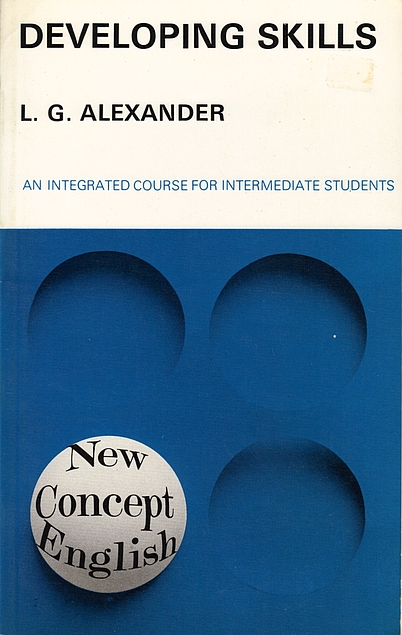 DEVELOPING SKILLS
L. G. ALEXANDER
AN INTEGRATED COURSE FOR INTERMEDIATE STUDENTS
New
Concept
English